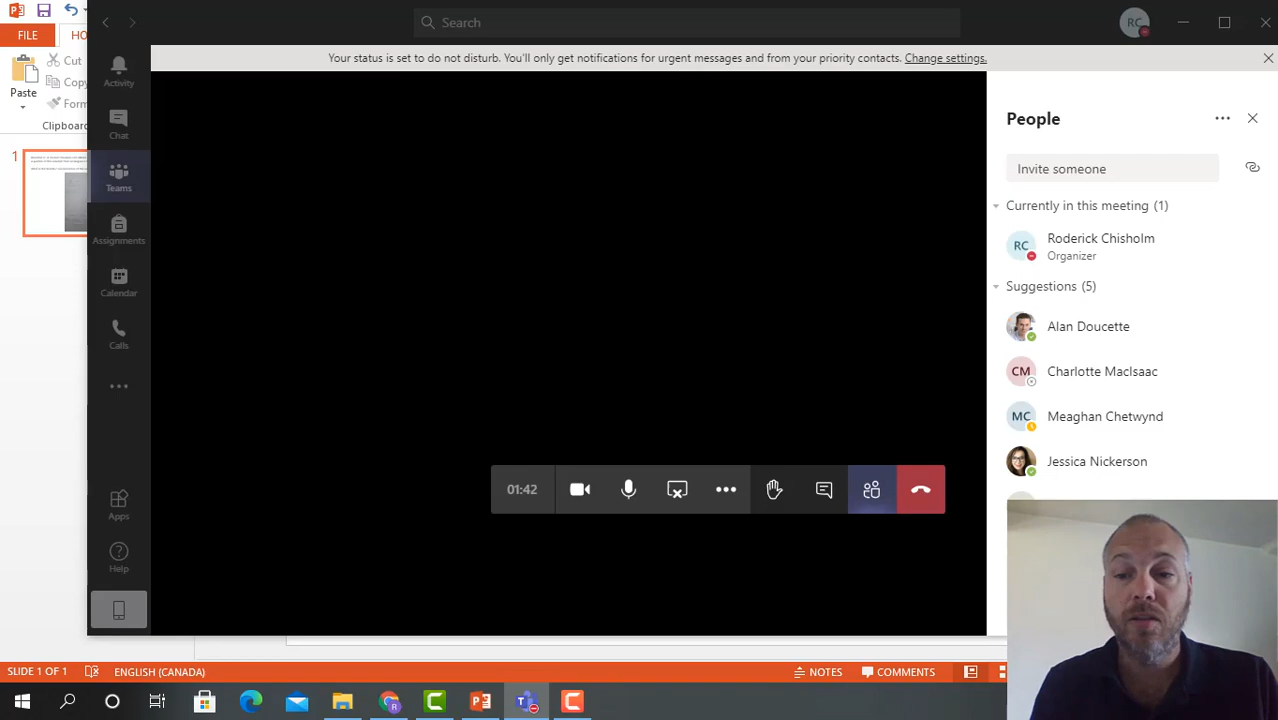 FILE
HO
Search
RC
Cut
Copy
Form
Paste
Clipboard
Your status is set to do not disturb. You'll only get notifications for urgent messages and from your priority contacts. Change settings.
Activity
Chat
Teams
Assignments
Calendar
Calls
Apps
Help
1
People
Invite someone
Currently in this meeting (1)
RC
Roderick Chisholm
Organizer
Suggestions (5)
Alan Doucette
CM
Charlotte MacIsaac
MC
Meaghan Chetwynd
Jessica Nickerson
01:42
SLIDE 1 OF 1
ENGLISH (CANADA)
NOTES
COMMENTS